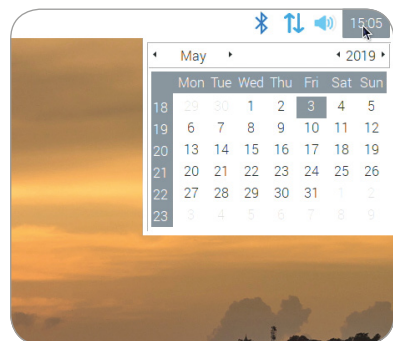 15:05
May 2019
Mon Tue Wed Thu Fri Sat Sun
18 29 30 1 2 3 4 5
19 6 7 8 9 10 11 12
20 13 14 15 16 17 18 19
21 20 21 22 23 24 25 26
22 27 28 29 30 31 1 2
23 3 4 5 6 7 8 9